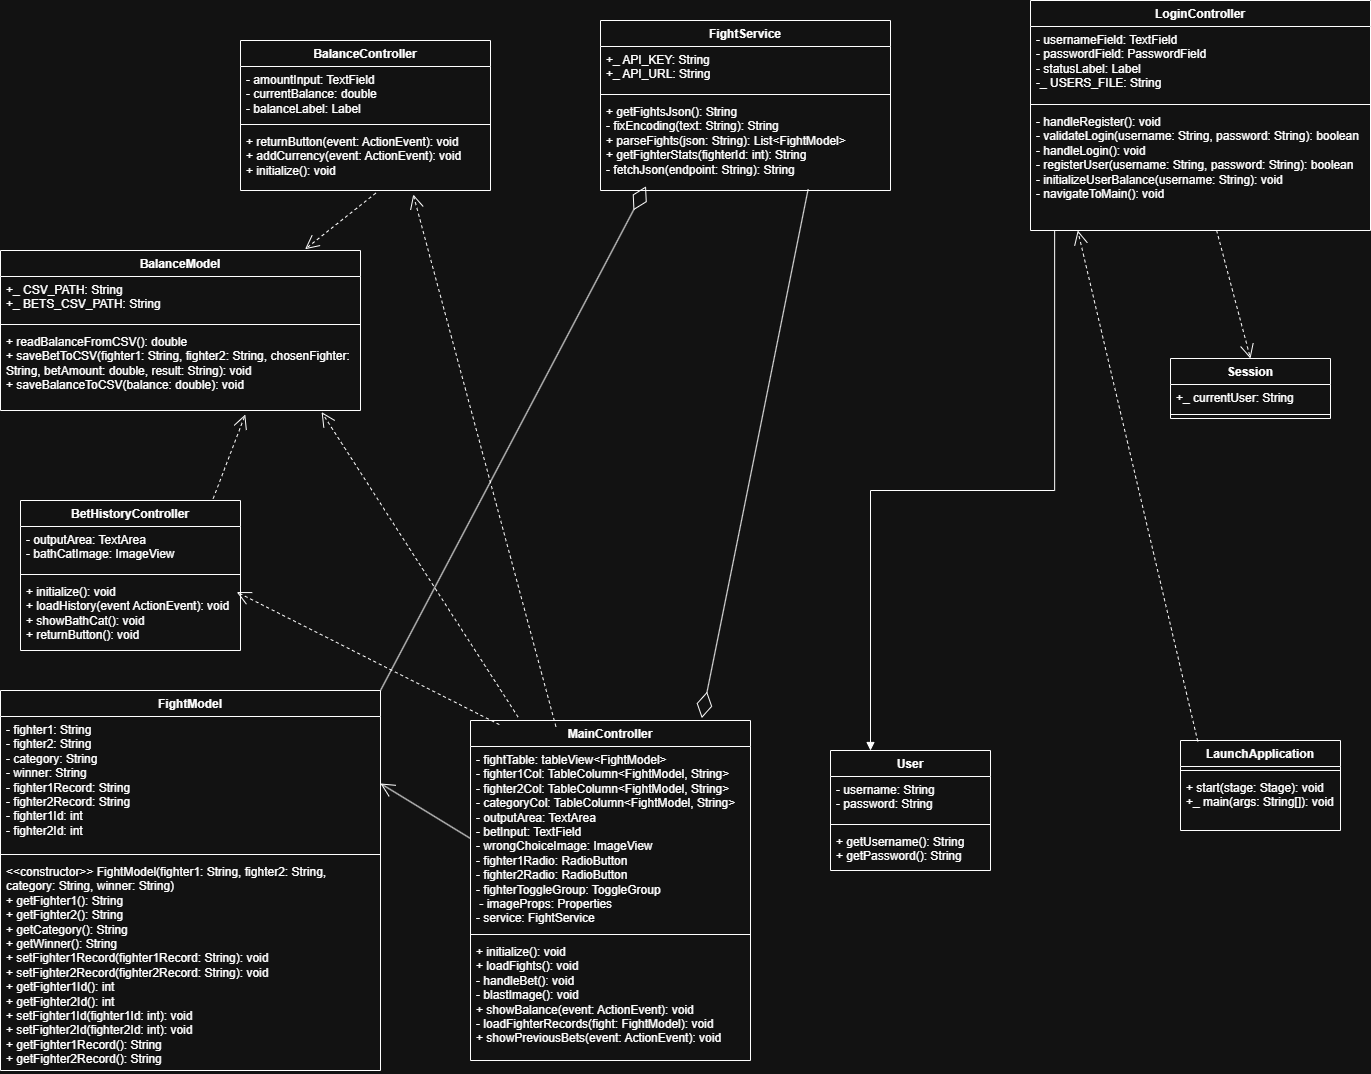 BalanceController
- amountInput: TextField
- currentBalance: double
- balanceLabel: Label
+ returnButton(event: ActionEvent): void
+ addCurrency(event: ActionEvent): void
+ initialize(): void
FightService
+_ API_KEY: String
+_ API_URL: String
+ getFightsJson(): String
- fixEncoding(text: String): String
+ parseFights(json: String): List<FightModel>
+ getFighterStats(fighterId: int): String
- fetchJson(endpoint: String): String
LoginController
- usernameField: TextField
- passwordField: PasswordField
- statusLabel: Label
-_ USERS_FILE: String
- handleRegister(): void
- validateLogin(username: String, password: String): boolean
- handleLogin(): void
- registerUser(username: String, password: String): boolean
- initializeUserBalance(username: String): void
- navigateToMain(): void
BalanceModel
+_ CSV_PATH: String
+_ BETS_CSV_PATH: String
+ readBalanceFromCSV(): double
+ saveBetToCSV(fighter1: String, fighter2: String, chosenFighter:
String, betAmount: double, result: String): void
+ saveBalanceToCSV(balance: double): void
Session
+_ currentUser: String
BetHistoryController
- outputArea: TextArea
- bathCatImage: ImageView
+ initialize(): void
+ loadHistory(event ActionEvent): void
+ showBathCat(): void
+ returnButton(): void
FightModel
- fighter1: String
- fighter2: String
- category: String
- winner: String
- fighter1Record: String
- fighter2Record: String
- fighter1Id: int
- fighter2Id: int
<<constructor>> FightModel(fighter1: String, fighter2: String,
category: String, winner: String)
+ getFighter1(): String
+ getFighter2(): String
+ getCategory(): String
+ getWinner(): String
+ setFighter1Record(fighter1Record: String): void
+ setFighter2Record(fighter2Record: String): void
+ getFighter1Id(): int
+ getFighter2Id(): int
+ setFighter1Id(fighter1Id: int): void
+ setFighter2Id(fighter2Id: int): void
+ getFighter1Record(): String
+ getFighter2Record(): String
MainController
- fightTable: tableView<FightModel>
- fighter1Col: TableColumn<FightModel, String>
- fighter2Col: TableColumn<FightModel, String>
- categoryCol: TableColumn<FightModel, String>
- outputArea: TextArea
- betInput: TextField
- wrongChoiceImage: ImageView
- fighter1Radio: RadioButton
- fighter2Radio: RadioButton
- fighterToggleGroup: ToggleGroup
- imageProps: Properties
- service: FightService
+ initialize(): void
+ loadFights(): void
- handleBet(): void
- blastImage(): void
+ showBalance(event: ActionEvent): void
- loadFighterRecords(fight: FightModel): void
+ showPreviousBets(event: ActionEvent): void
User
- username: String
- password: String
+ getUsername(): String
+ getPassword(): String
LaunchApplication
+ start(stage: Stage): void
+_ main(args: String[]): void